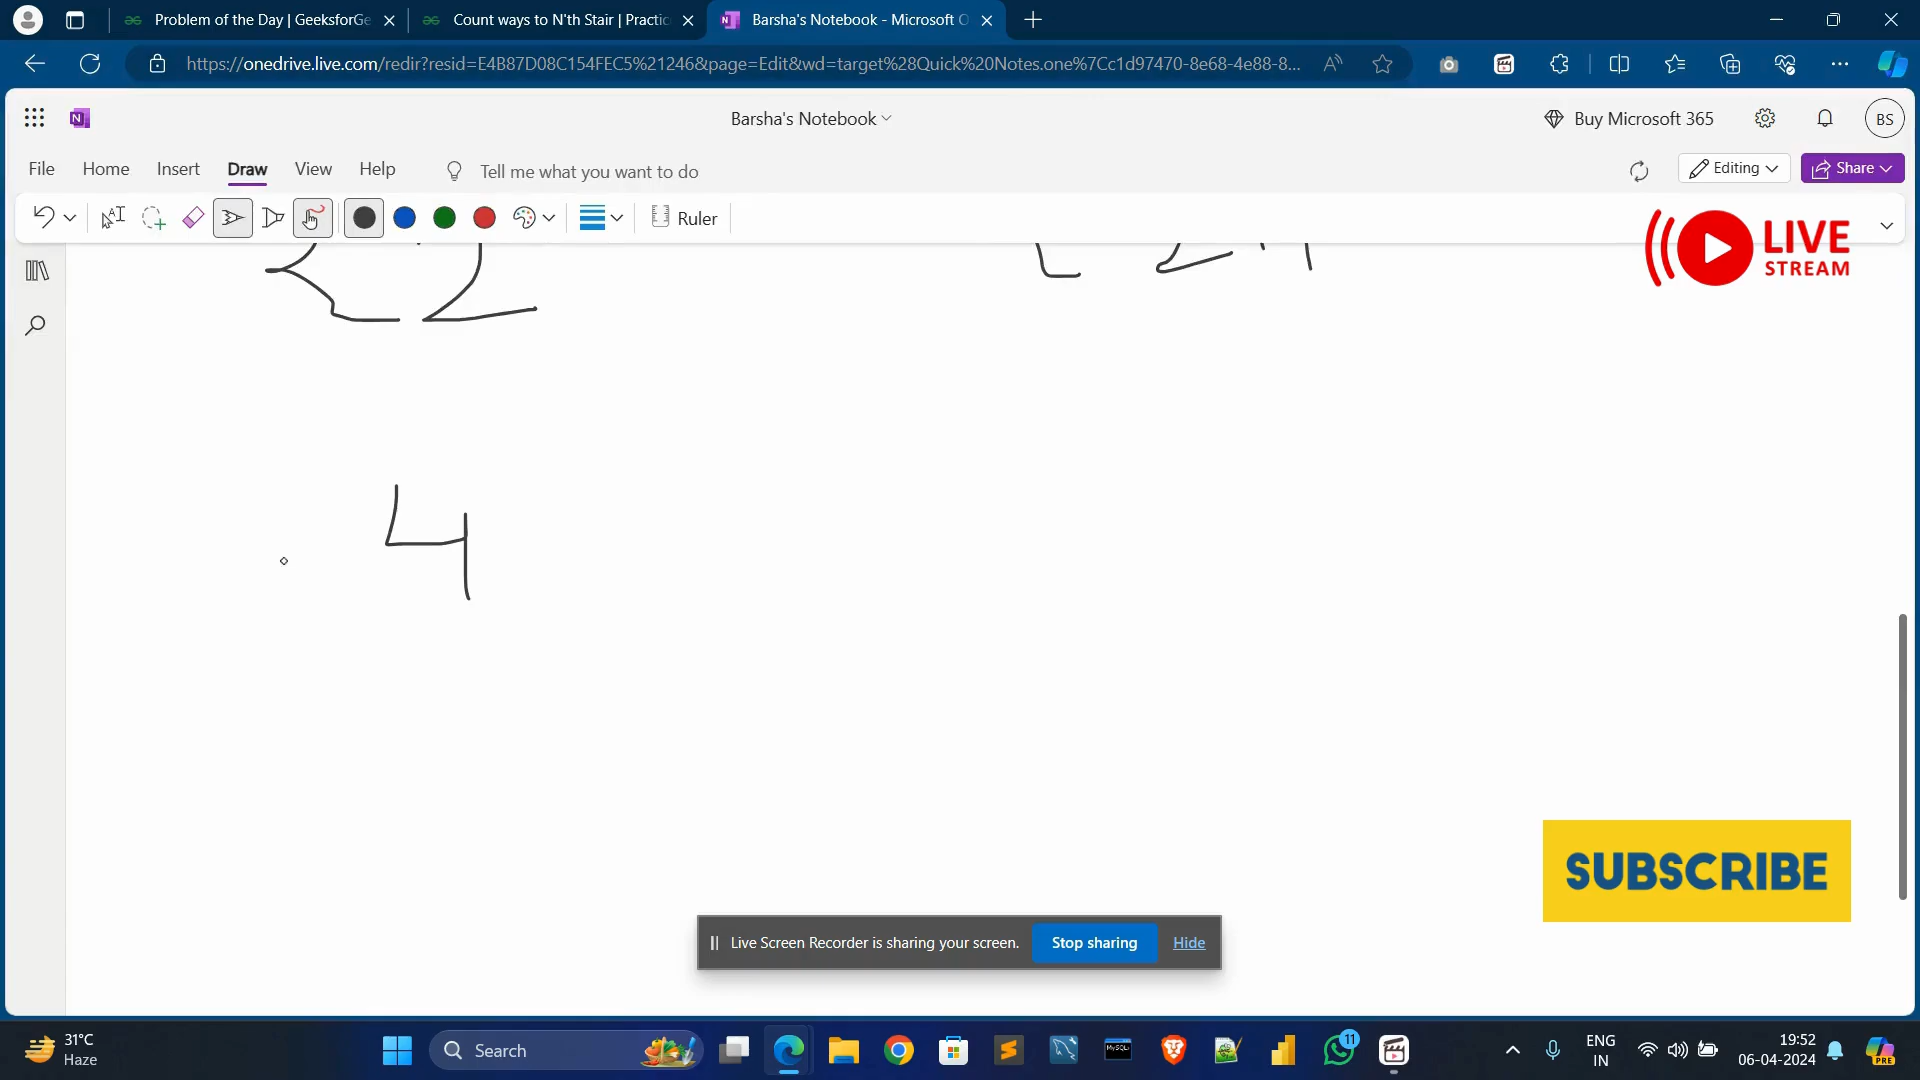 Problem of the Day | GeeksforGe
Count ways to N'th Stair | Practic
Barsha's Notebook - Microsoft O
https://onedrive.live.com/redir?resid=E4B87D08C154FEC5%21246&page=Edit&wd=target%28Quick%20Notes.one%7Cc1d97470-8e68-4e88-8...
Barsha's Notebook
Buy Microsoft 365
BS
File Home Insert Draw View Help Tell me what you want to do
Editing Share
Ruler
LIVE
STREAM
2
4
SUBSCRIBE
Live Screen Recorder is sharing your screen. Stop sharing Hide
31°C
Haze
Search
11
ENG
IN
19:52
06-04-2024
PRE